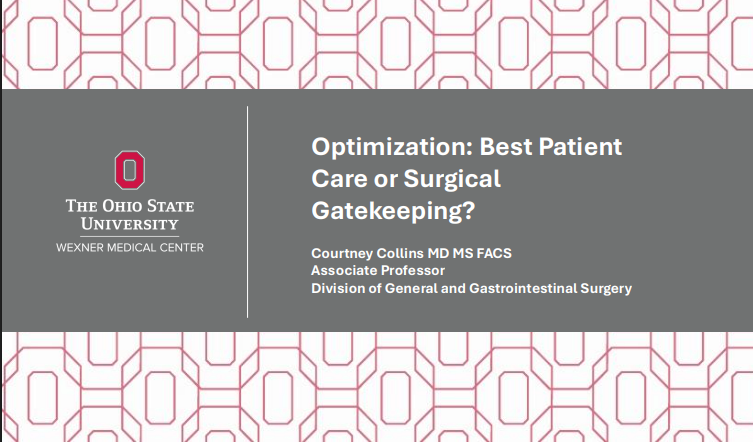 The Ohio State
University
Wexner Medical Center
Optimization: Best Patient
Care or Surgical
Gatekeeping?
Courtney Collins MD MS FACS
Associate Professor
Division of General and Gastrointestinal Surgery